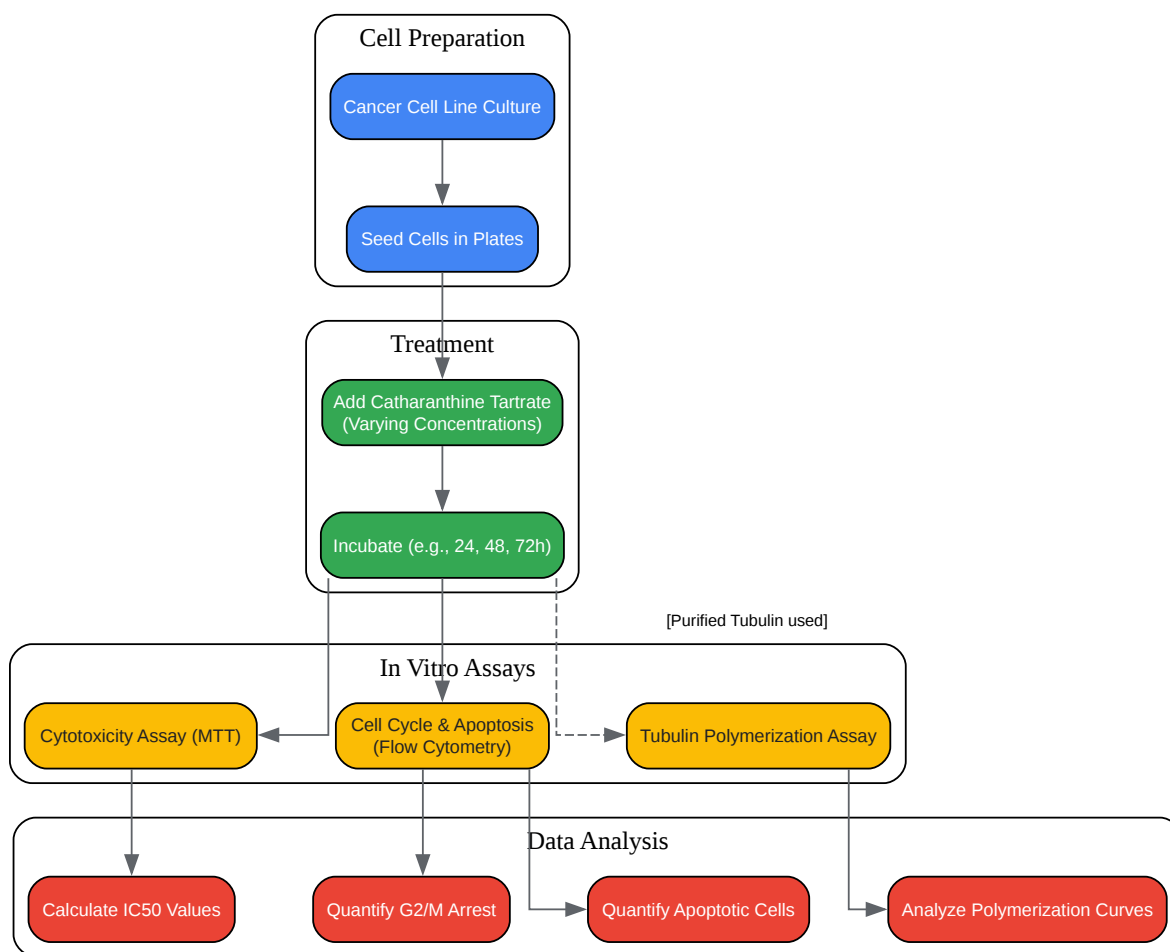 Cell Preparation
Cancer Cell Line Culture
Seed Cells in Plates
Treatment
Add Catharanthine Tartrate
(Varying Concentrations)
Incubate (e.g., 24, 48, 72h)
[Purified Tubulin used]
In Vitro Assays
Cytotoxicity Assay (MTT)
Cell Cycle & Apoptosis
(Flow Cytometry)
Tubulin Polymerization Assay
Data Analysis
Calculate IC50 Values
Quantify G2/M Arrest
Quantify Apoptotic Cells
Analyze Polymerization Curves